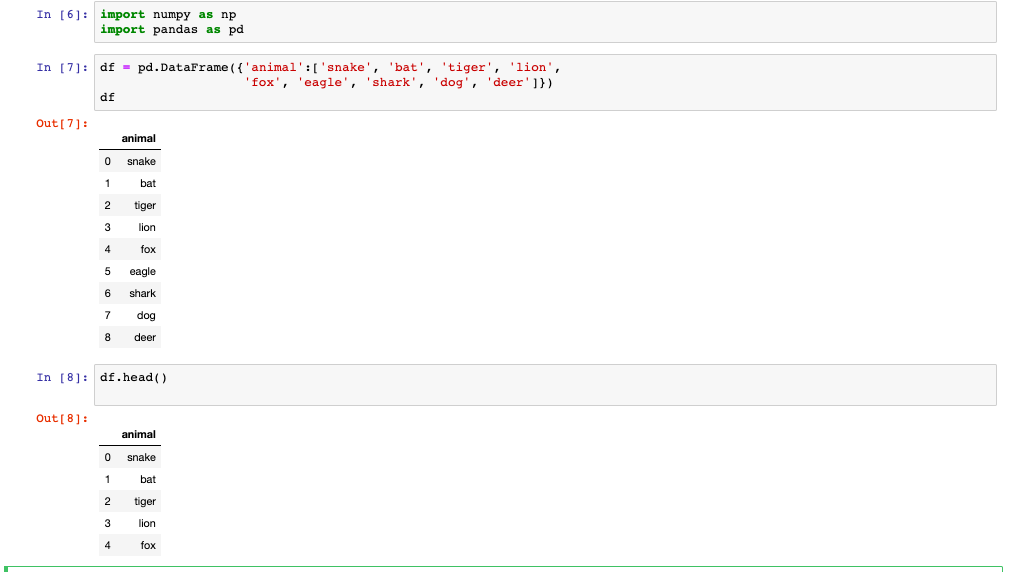 In [6]: import numpy as np
import pandas as pd
In [7]: df = pd.DataFrame({'animal':['snake', 'bat', 'tiger', 'lion',
'fox', 'eagle', 'shark', 'dog', 'deer']})
df
Out[7]:
animal
0 snake
1 bat
2 tiger
3 lion
4 fox
5 eagle
6 shark
7 dog
8 deer
In [8]: df.head()
Out[8]:
animal
0 snake
1 bat
2 tiger
3 lion
4 fox